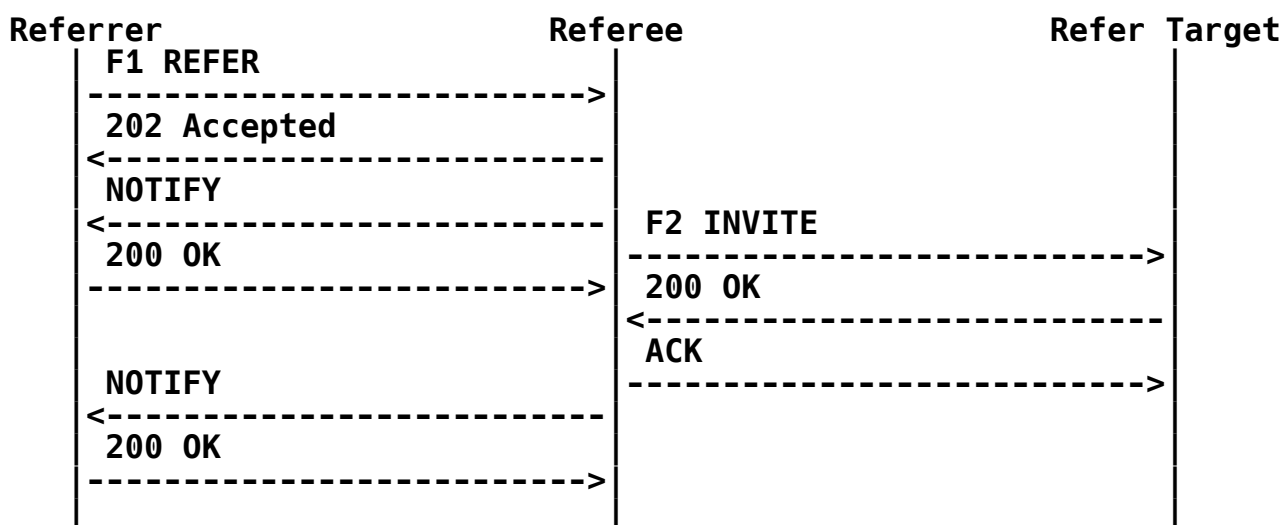 Referrer Referee Refer Target
F1 REFER
202 Accepted
NOTIFY
F2 INVITE
200 OK
200 OK
ACK
NOTIFY
200 OK